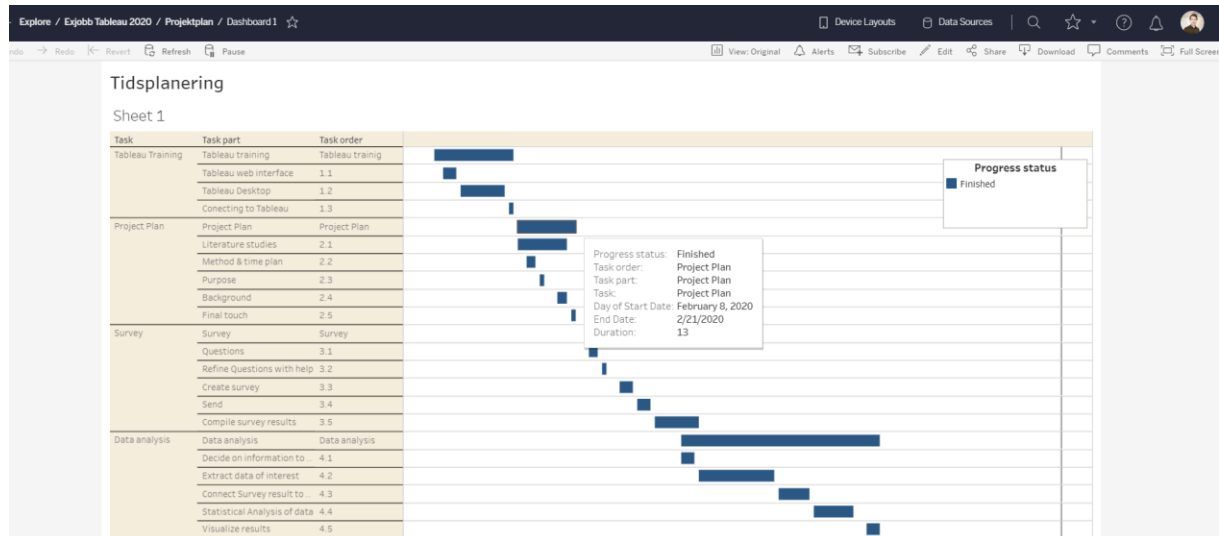 Explore / Exjobb Tableau 2020 / Projektplan / Dashboard 1
Device Layouts
Data Sources
Redo
Revert
Refresh
Pause
View: Original
Alerts
Subscribe
Edit
Share
Download
Comments
Full Screen
Tidsplanering
Sheet 1
Task Task part Task order
Tableau Training Tableau training Tableau trainig
Tableau web interface 1.1
Tableau Desktop 1.2
Conecting to Tableau 1.3
Project Plan Project Plan Project Plan
Literature studies 2.1
Method & time plan 2.2
Purpose 2.3
Background 2.4
Final touch 2.5
Survey Survey Survey
Questions 3.1
Refine Questions with help 3.2
Create survey 3.3
Send 3.4
Compile survey results 3.5
Data analysis Data analysis Data analysis
Decide on information to .. 4.1
Extract data of interest 4.2
Connect Survey result to .. 4.3
Statistical Analysis of data 4.4
Visualize results 4.5
Progress status
Finished
Progress status: Finished
Task order: Project Plan
Task part: Project Plan
Task: Project Plan
Day of Start Date: February 8, 2020
End Date: 2/21/2020
Duration: 13